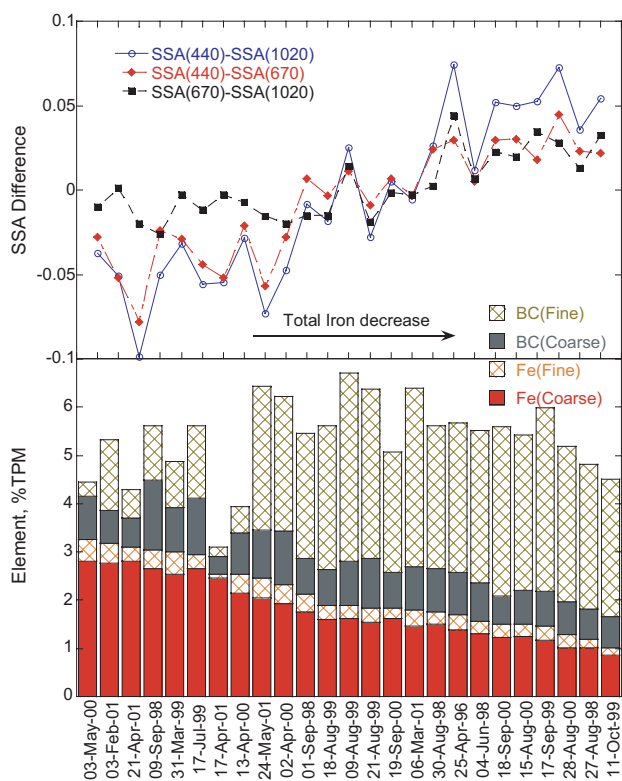 0.1
SSA(440)-SSA(1020)
SSA(440)-SSA(670)
SSA(670)-SSA(1020)
0.05
0
-0.05
-0.1
SSA Difference
Total Iron decrease
BC(Fine)
BC(Coarse)
Fe(Fine)
Fe(Coarse)
6
5
4
3
2
1
0
Element, %TPM
03-May-00
03-Feb-01
21-Apr-01
09-Sep-98
31-Mar-99
17-Jul-99
17-Apr-01
13-Apr-00
24-May-01
02-Apr-00
01-Sep-98
18-Aug-99
09-Aug-99
21-Aug-99
19-Sep-00
06-Mar-01
30-Aug-98
25-Apr-96
04-Jun-98
18-Sep-00
15-Aug-00
17-Sep-99
28-Aug-00
27-Aug-98
11-Oct-99